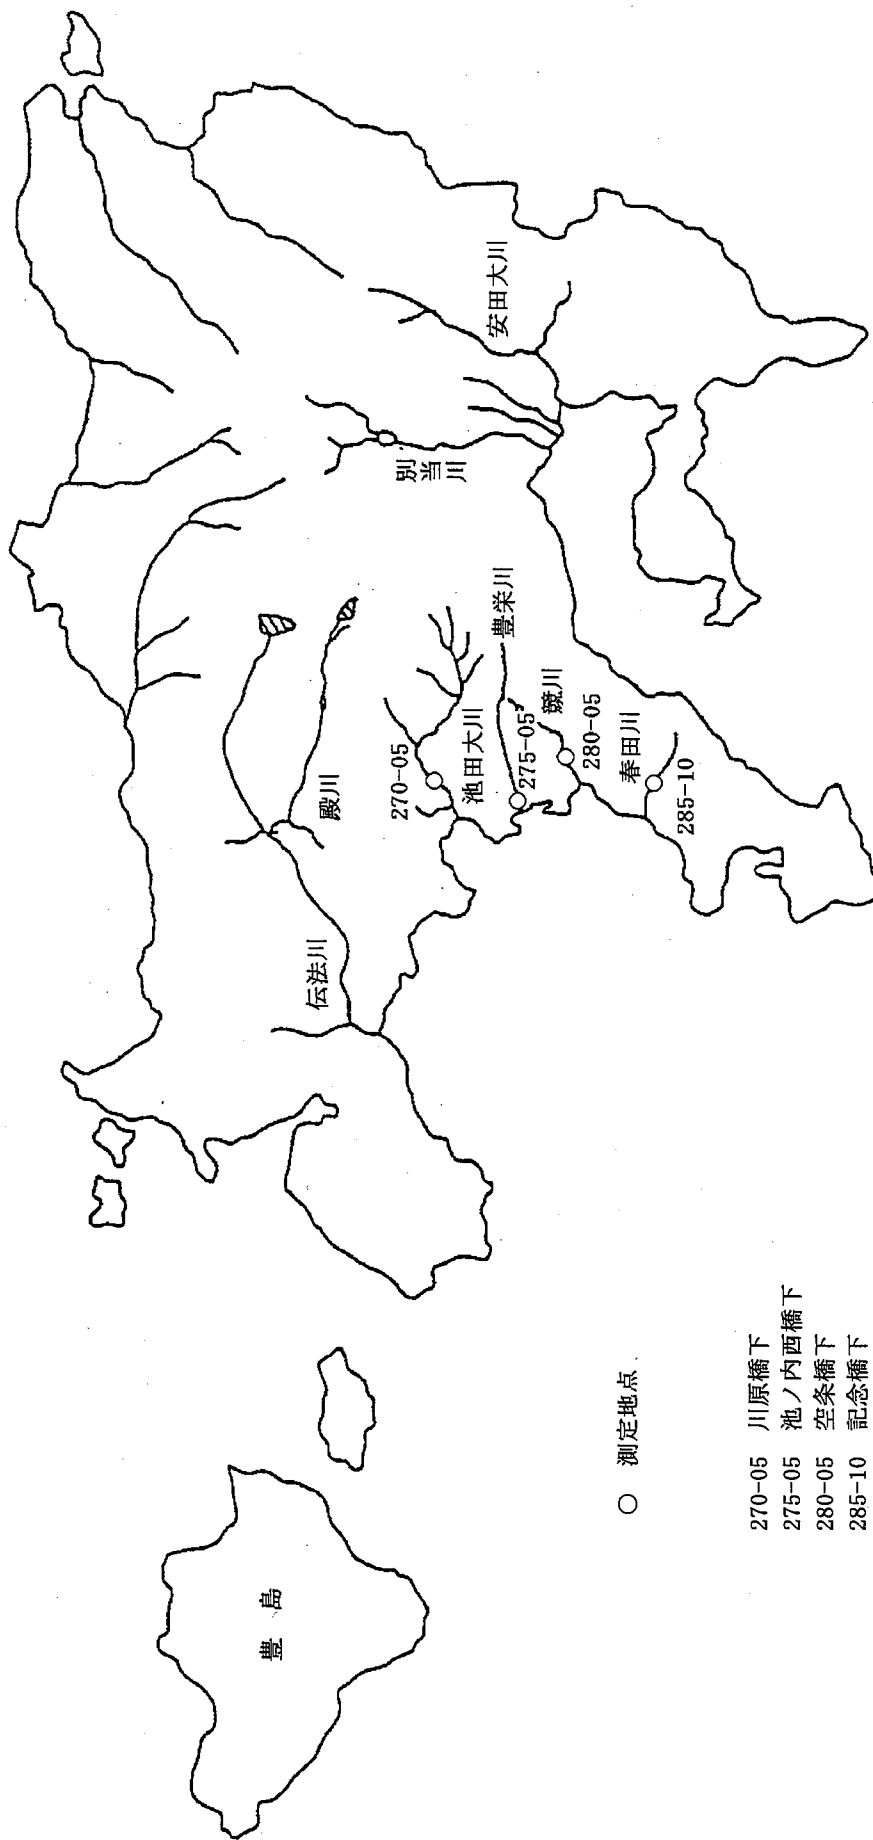 安田大川
別当川
豊栄川
競川
280-05
春田川
285-10
275-05
池田大川
270-05
殿川
伝法川
豊島
○ 測定地点
270-05 川原橋下
275-05 池ノ内西橋下
280-05 空条橋下
285-10 記念橋下